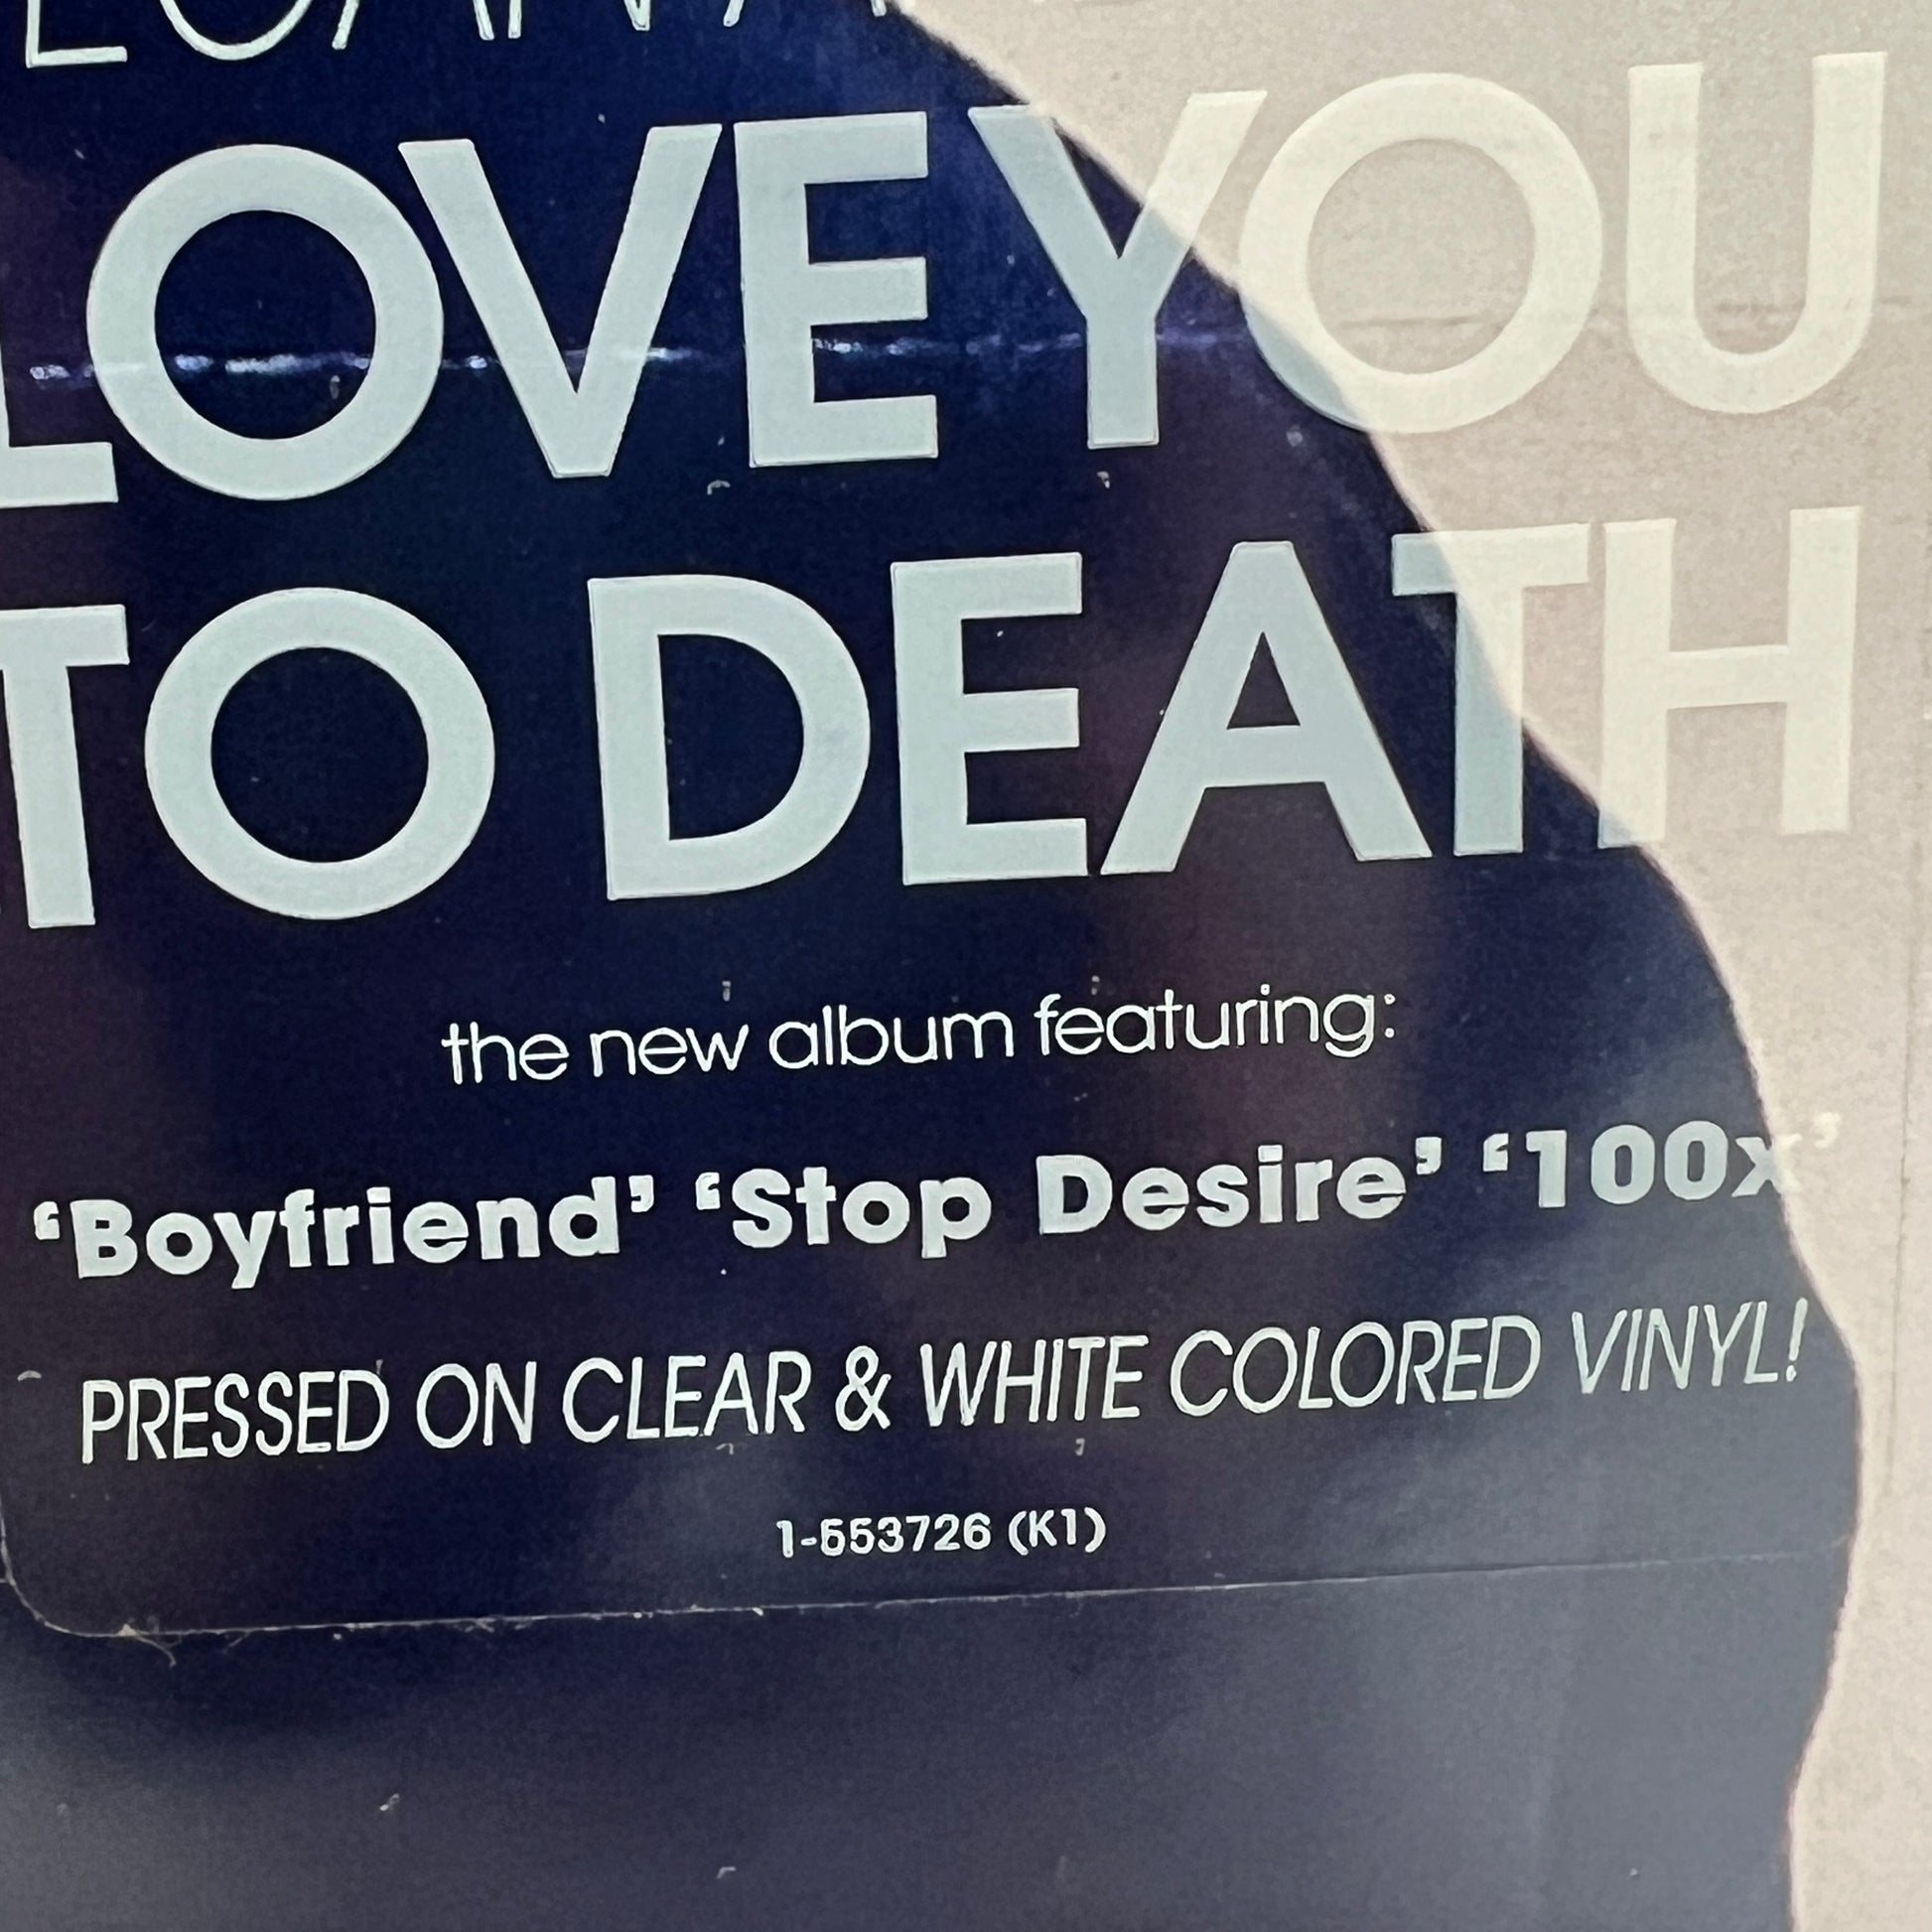 LOVE YOU
TO DEATH
the new album featuring:
‘Boyfriend’ ‘Stop Desire’ ‘100x’
PRESSED ON CLEAR & WHITE COLORED VINYL!
1-553726 (K1)